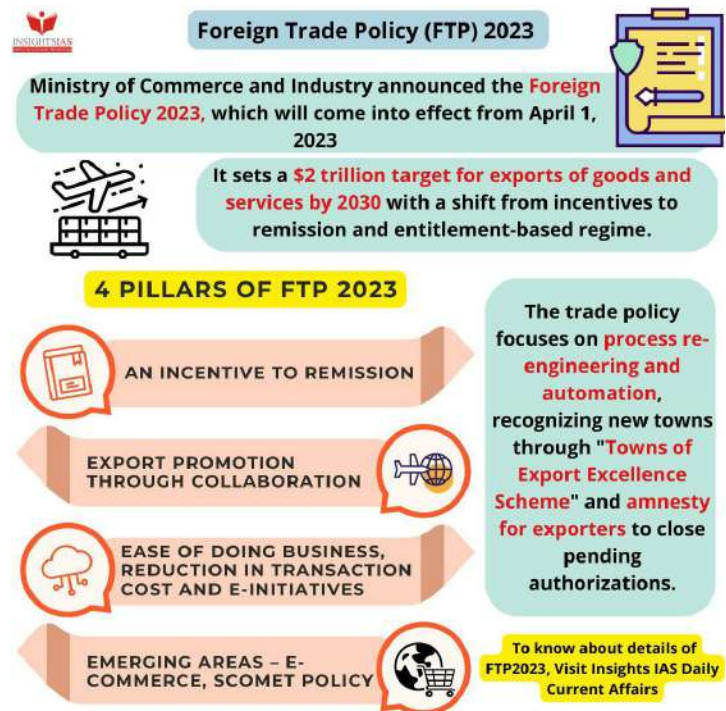 INSIGHTSIAS
Foreign Trade Policy (FTP) 2023
Ministry of Commerce and Industry announced the Foreign
Trade Policy 2023, which will come into effect from April 1,
2023
It sets a $2 trillion target for exports of goods and
services by 2030 with a shift from incentives to
remission and entitlement-based regime.
4 PILLARS OF FTP 2023
AN INCENTIVE TO REMISSION
EXPORT PROMOTION
THROUGH COLLABORATION
EASE OF DOING BUSINESS,
REDUCTION IN TRANSACTION
COST AND E-INITIATIVES
EMERGING AREAS – E-
COMMERCE, SCOMET POLICY
The trade policy
focuses on process re-
engineering and
automation,
recognizing new towns
through "Towns of
Export Excellence
Scheme" and amnesty
for exporters to close
pending
authorizations.
To know about details of
FTP2023, Visit Insights IAS Daily
Current Affairs